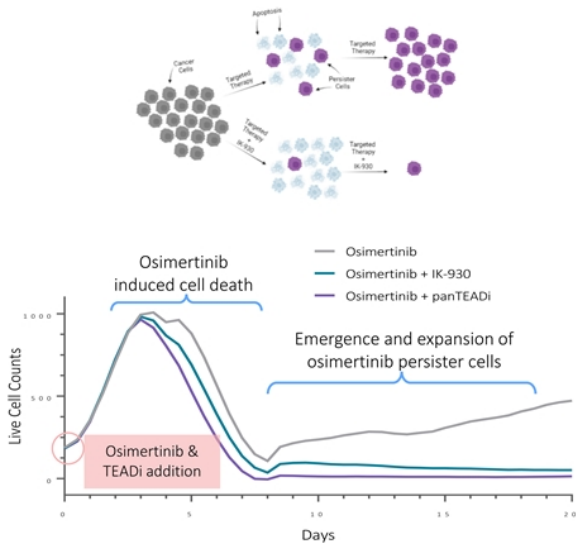 Apoptosis
Cancer
Cells
Targeted
Therapy
Targeted
Therapy
Persister
Cells
Targeted
Therapy
+
IK-930
Targeted
Therapy
+
IK-930
Osimertinib
Osimertinib + IK-930
Osimertinib + panTEADi
Osimertinib
induced cell death
Emergence and expansion of
osimertinib persister cells
Live Cell Counts
1000
500
0
Osimertinib &
TEADi addition
0
5
10
15
20
Days